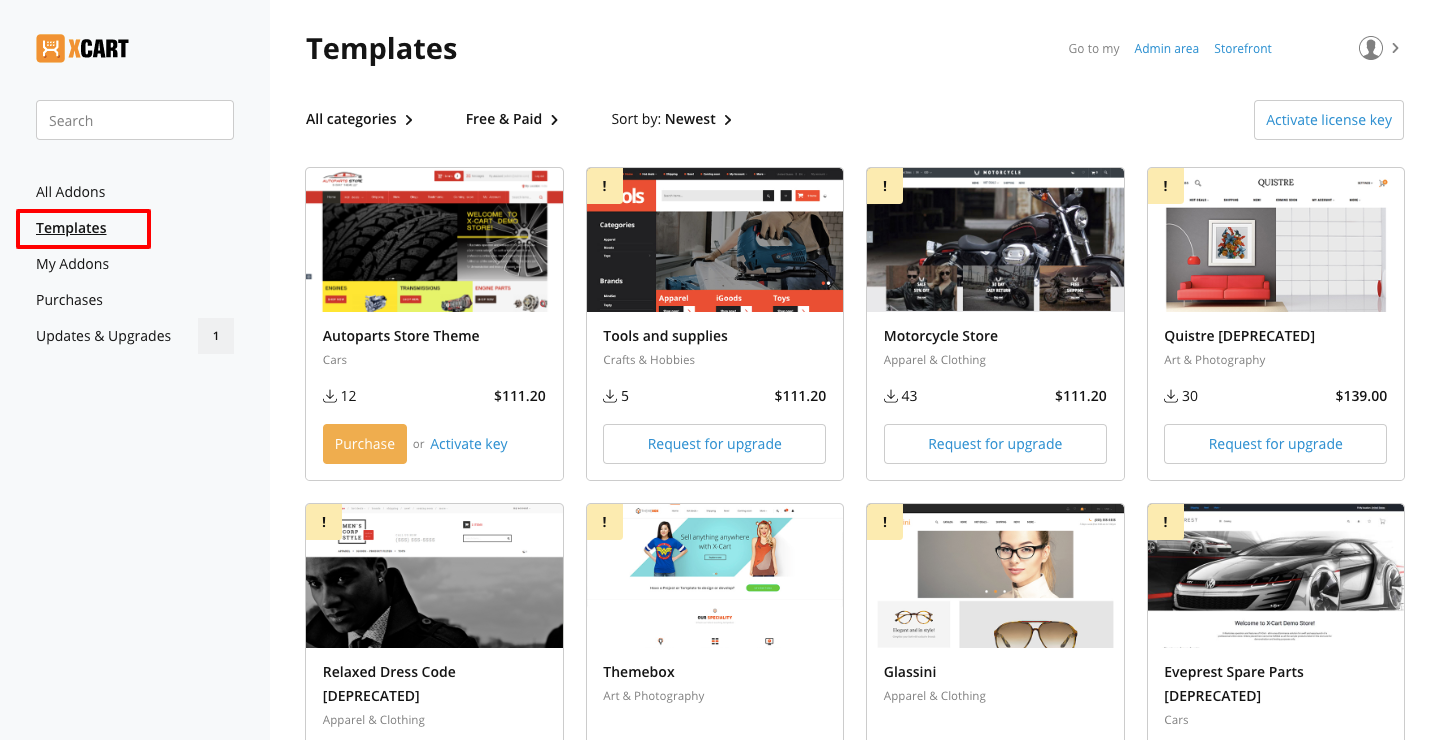 XCART
Templates
Go to my Admin area Storefront
Search
All categories Free & Paid Sort by: Newest Activate license key
All Addons
Templates
My Addons
Purchases
Updates & Upgrades 1
AUTOPARTS STORE
WELCOME TO
X-CART DEMO
STORE!
ENGINES TRANSMISSIONS ENGINE PARTS
Autoparts Store Theme
Cars
12 $111.20
Purchase or Activate key
!
ols
Categories
Brands
Apparel iGoods Toys
Tools and supplies
Crafts & Hobbies
5 $111.20
Request for upgrade
!
MOTORCYCLE
Motorcycle Store
Apparel & Clothing
43 $111.20
Request for upgrade
!
QUISTRE
Quistre [DEPRECATED]
Art & Photography
30 $139.00
Request for upgrade
!
MEN'S
CORP
STYLE
Relaxed Dress Code
[DEPRECATED]
Apparel & Clothing
!
Sell anything anywhere
with X-Cart
OUR SPECIALITY
Themebox
Art & Photography
!
ini
Elegant and in style!
Glassini
Apparel & Clothing
!
Welcome to X-Cart Demo Store!
Eveprest Spare Parts
[DEPRECATED]
Cars